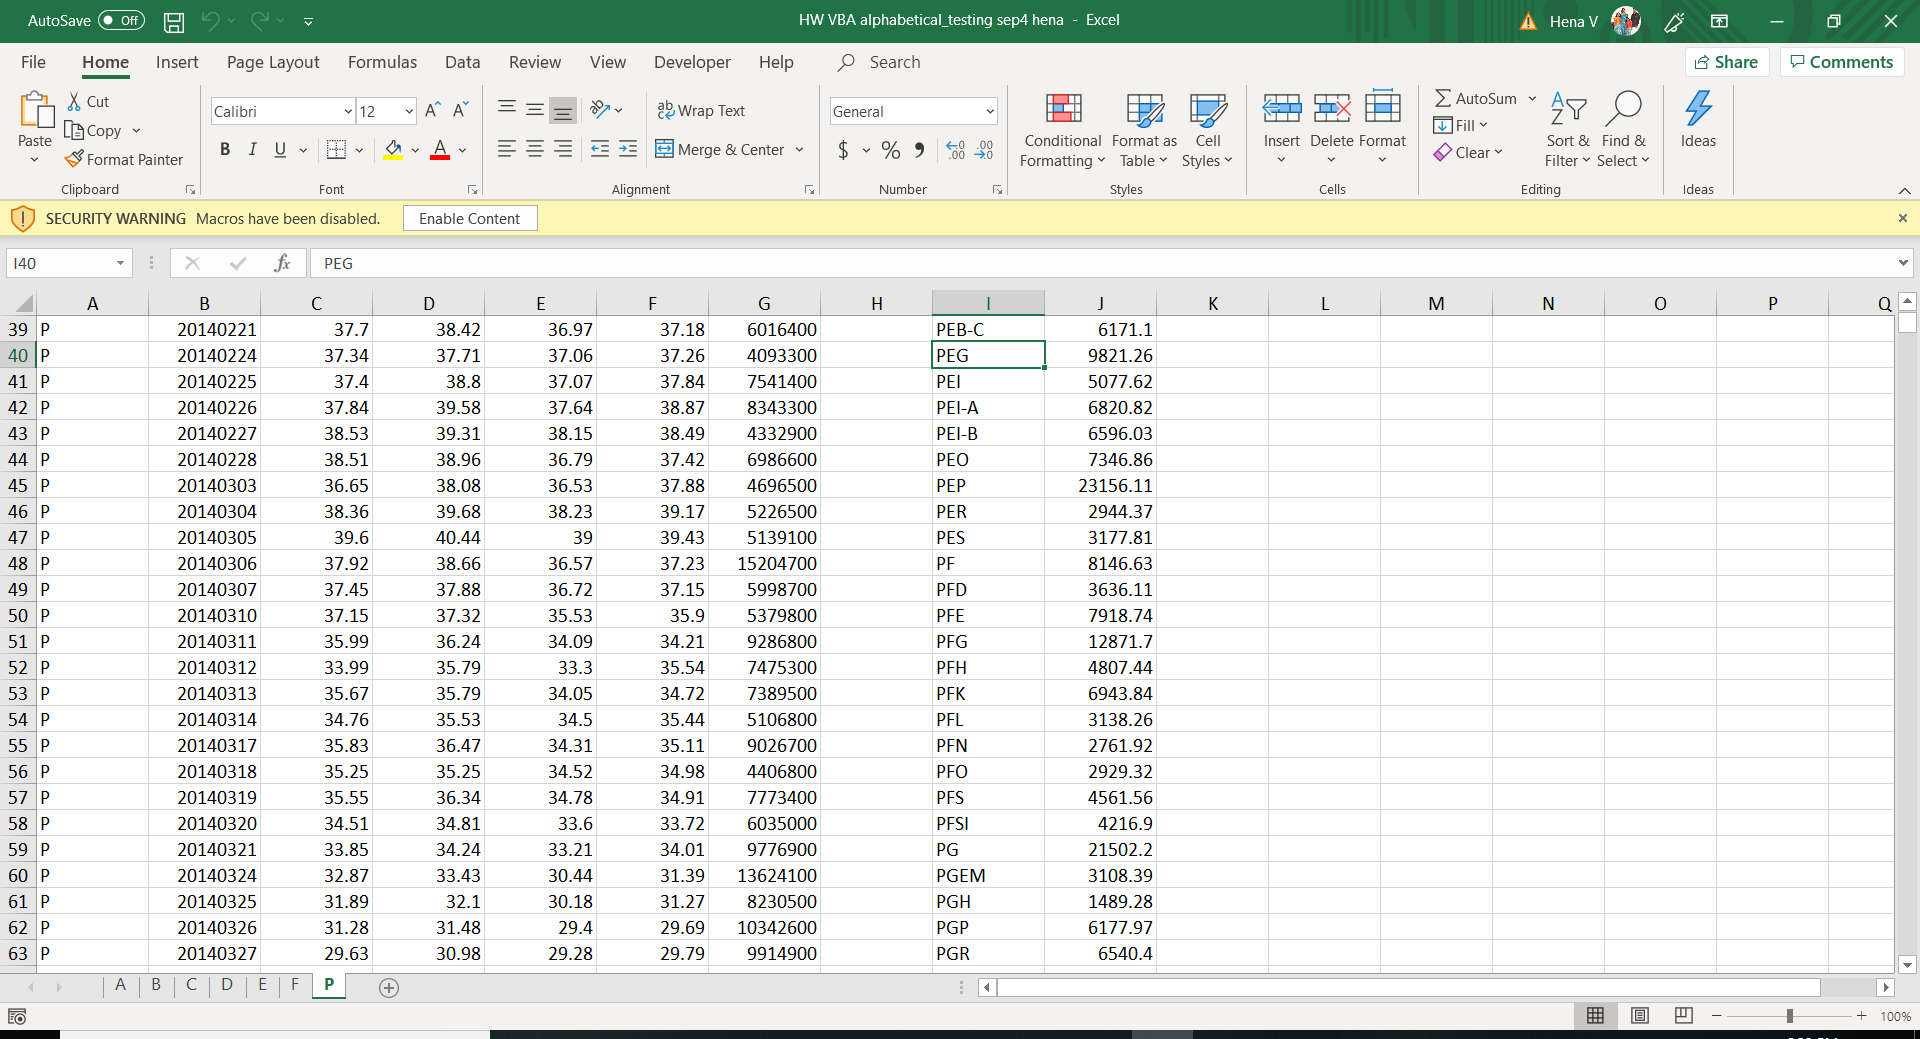 AutoSave Off HW VBA alphabetical_testing sep4 hena - Excel Hena V
File Home Insert Page Layout Formulas Data Review View Developer Help Search Share Comments
Paste Cut Copy Format Painter Clipboard
Calibri 12 A A B I U A Font
ab Wrap Text Merge & Center Alignment
General $ % , .00 .00 Number
Conditional Formatting Format as Table Cell Styles Styles
Insert Delete Format Cells
AutoSum Fill Clear Sort & Filter Find & Select Editing
Ideas Ideas
SECURITY WARNING Macros have been disabled. Enable Content
I40 fx PEG
A B C D E F G H I J K L M N O P Q
39 P 20140221 37.7 38.42 36.97 37.18 6016400 PEB-C 6171.1
40 P 20140224 37.34 37.71 37.06 37.26 4093300 PEG 9821.26
41 P 20140225 37.4 38.8 37.07 37.84 7541400 PEI 5077.62
42 P 20140226 37.84 39.58 37.64 38.87 8343300 PEI-A 6820.82
43 P 20140227 38.53 39.31 38.15 38.49 4332900 PEI-B 6596.03
44 P 20140228 38.51 38.96 36.79 37.42 6986600 PEO 7346.86
45 P 20140303 36.65 38.08 36.53 37.88 4696500 PEP 23156.11
46 P 20140304 38.36 39.68 38.23 39.17 5226500 PER 2944.37
47 P 20140305 39.6 40.44 39 39.43 5139100 PES 3177.81
48 P 20140306 37.92 38.66 36.57 37.23 15204700 PF 8146.63
49 P 20140307 37.45 37.88 36.72 37.15 5998700 PFD 3636.11
50 P 20140310 37.15 37.32 35.53 35.9 5379800 PFE 7918.74
51 P 20140311 35.99 36.24 34.09 34.21 9286800 PFG 12871.7
52 P 20140312 33.99 35.79 33.3 35.54 7475300 PFH 4807.44
53 P 20140313 35.67 35.79 34.05 34.72 7389500 PFK 6943.84
54 P 20140314 34.76 35.53 34.5 35.44 5106800 PFL 3138.26
55 P 20140317 35.83 36.47 34.31 35.11 9026700 PFN 2761.92
56 P 20140318 35.25 35.25 34.52 34.98 4406800 PFO 2929.32
57 P 20140319 35.55 36.34 34.78 34.91 7773400 PFS 4561.56
58 P 20140320 34.51 34.81 33.6 33.72 6035000 PFSI 4216.9
59 P 20140321 33.85 34.24 33.21 34.01 9776900 PG 21502.2
60 P 20140324 32.87 33.43 30.44 31.39 13624100 PGEM 3108.39
61 P 20140325 31.89 32.1 30.18 31.27 8230500 PGH 1489.28
62 P 20140326 31.28 31.48 29.4 29.69 10342600 PGP 6177.97
63 P 20140327 29.63 30.98 29.28 29.79 9914900 PGR 6540.4
A B C D E F P
100%